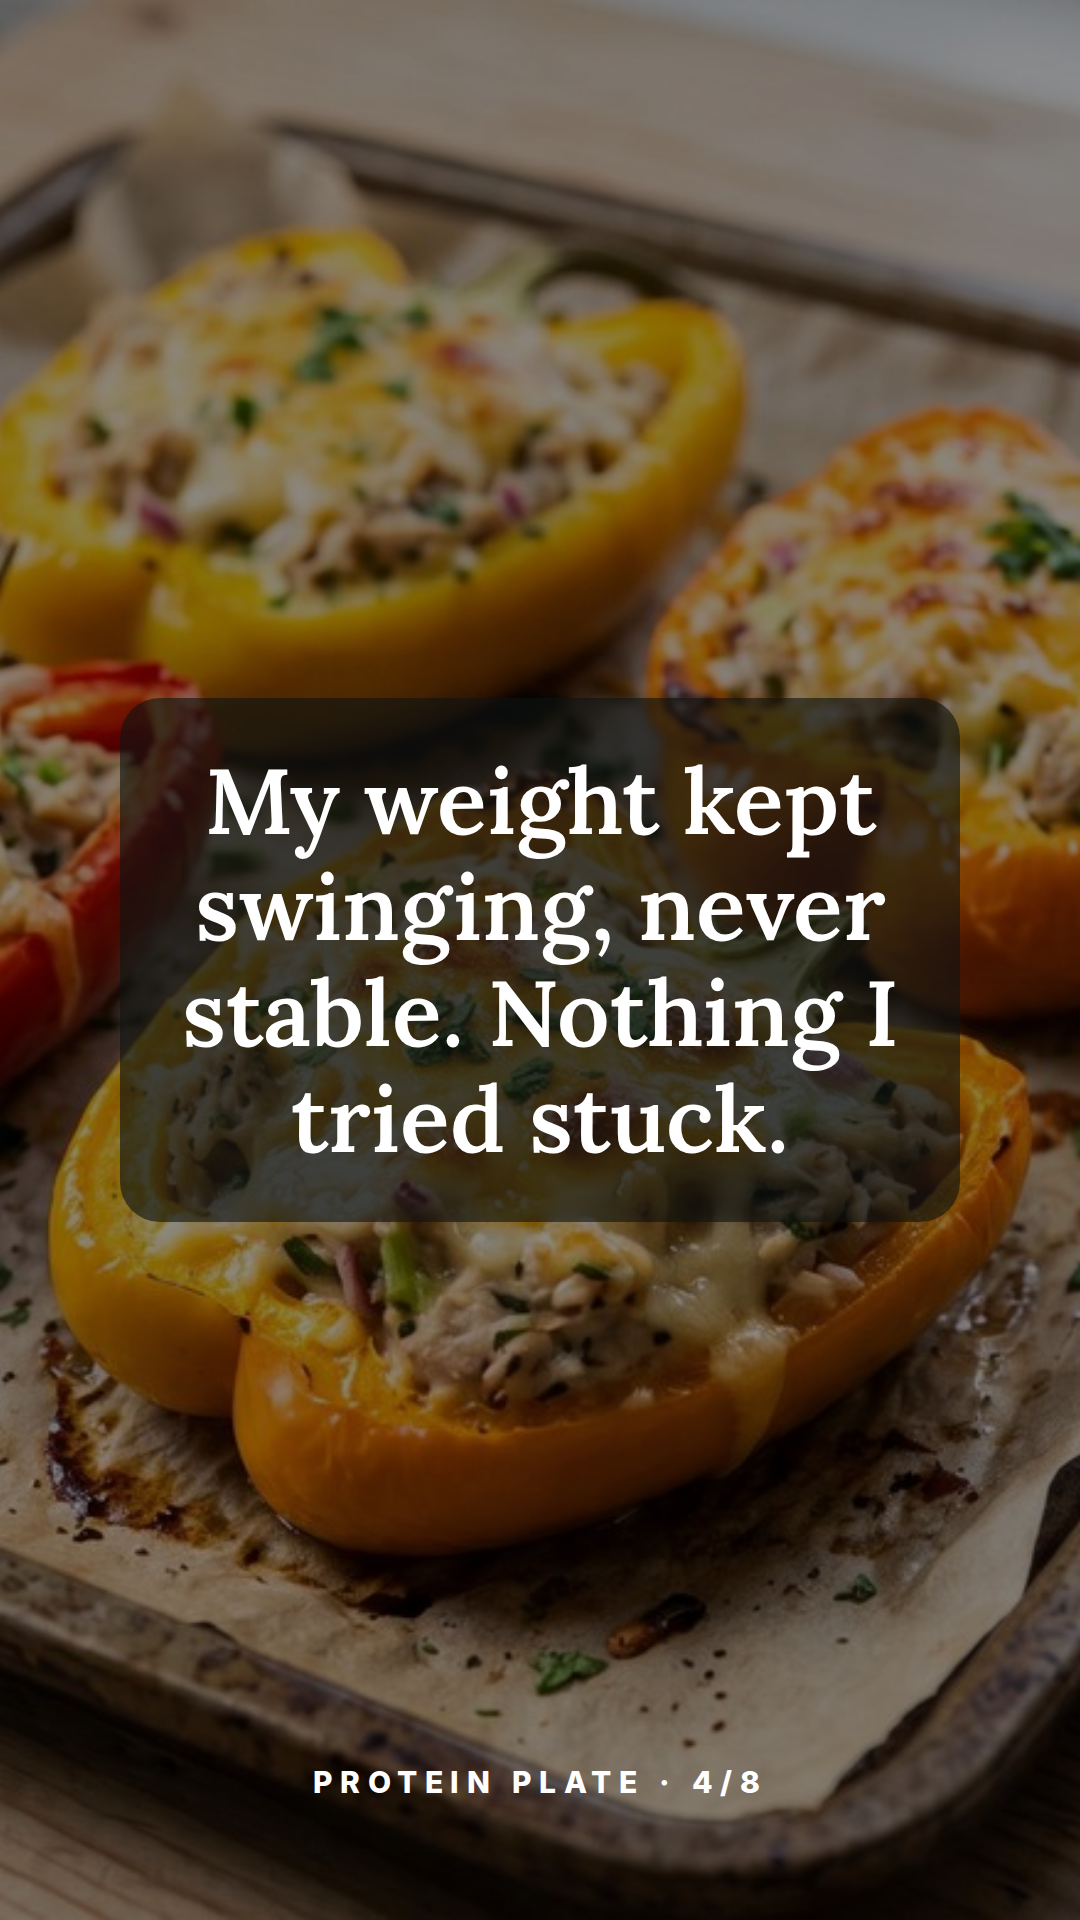 My weight kept
swinging, never
stable. Nothing I
tried stuck.
PROTEIN PLATE · 4/8